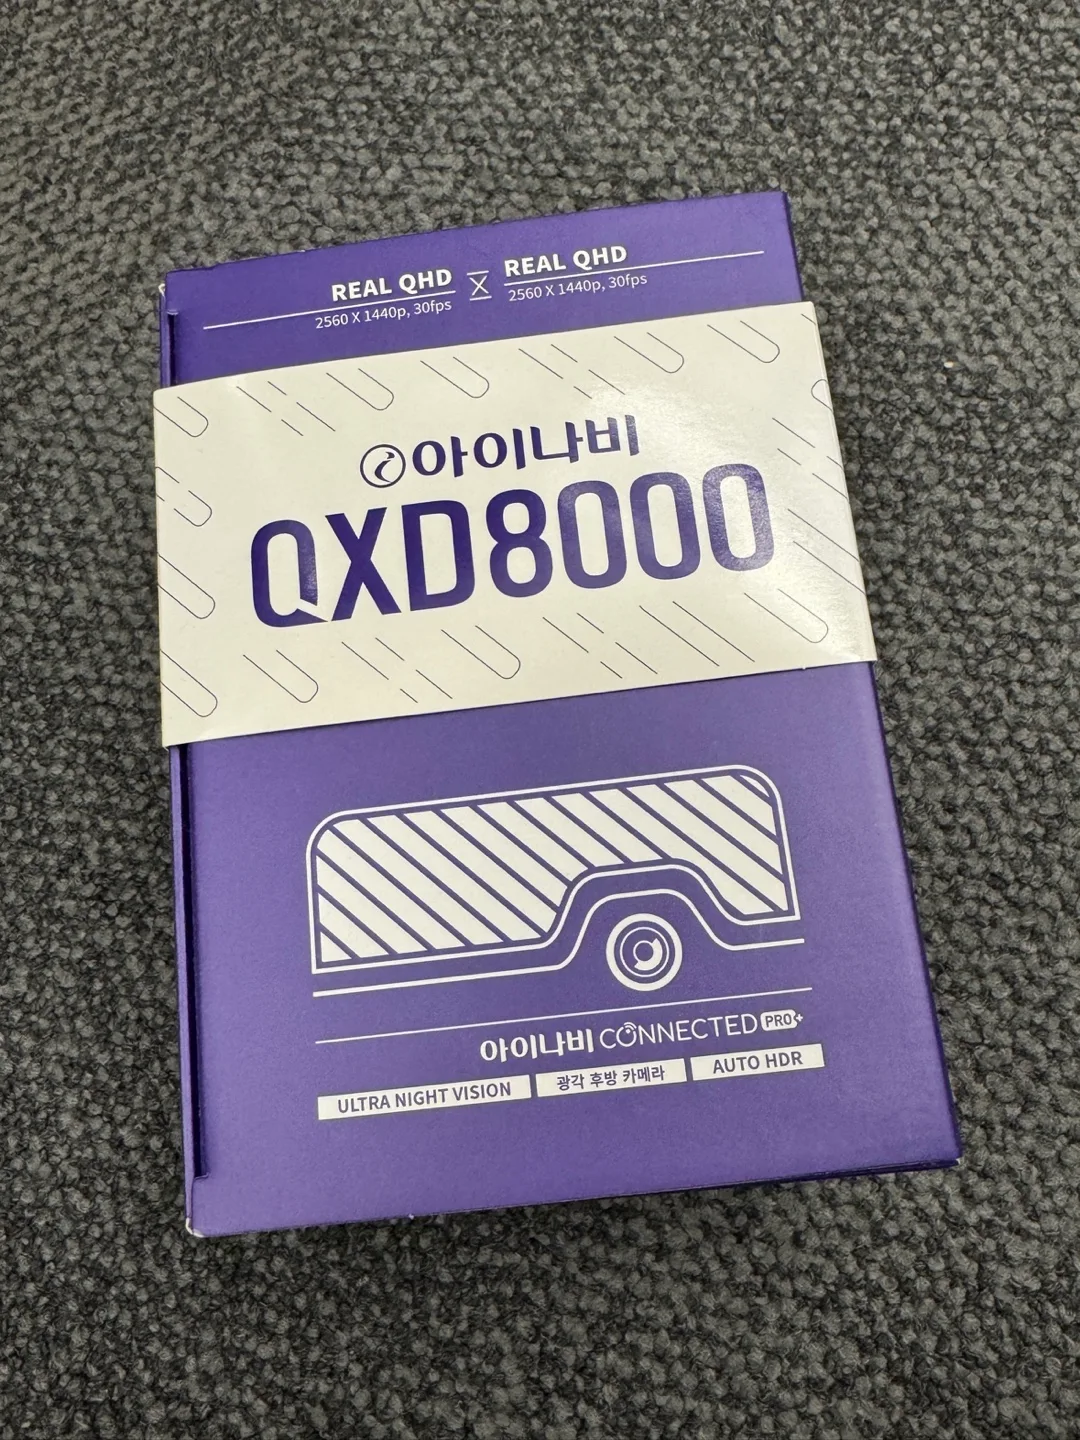 REAL QHD X REAL QHD
2560 X 1440p, 30fps 2560 X 1440p, 30fps
아이나비
QXD8000
아이나비 CONNECTED PRO+
ULTRA NIGHT VISION 광각 후방 카메라 AUTO HDR